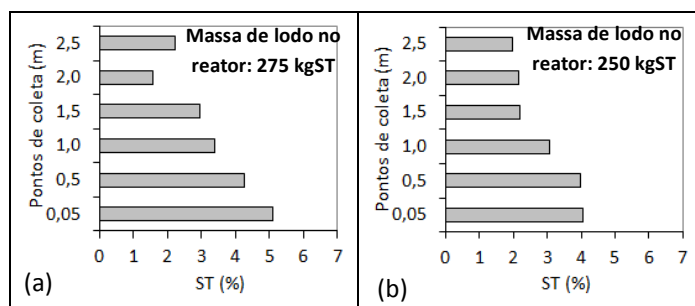 Massa de lodo no
reator: 275 kgST
Pontos de coleta (m)
2,5
2,0
1,5
1,0
0,5
0,05
0 1 2 3 4 5 6 7
ST (%)
(a)
Massa de lodo no
reator: 250 kgST
Pontos de coleta (m)
2,5
2,0
1,5
1,0
0,5
0,05
0 1 2 3 4 5 6 7
ST (%)
(b)